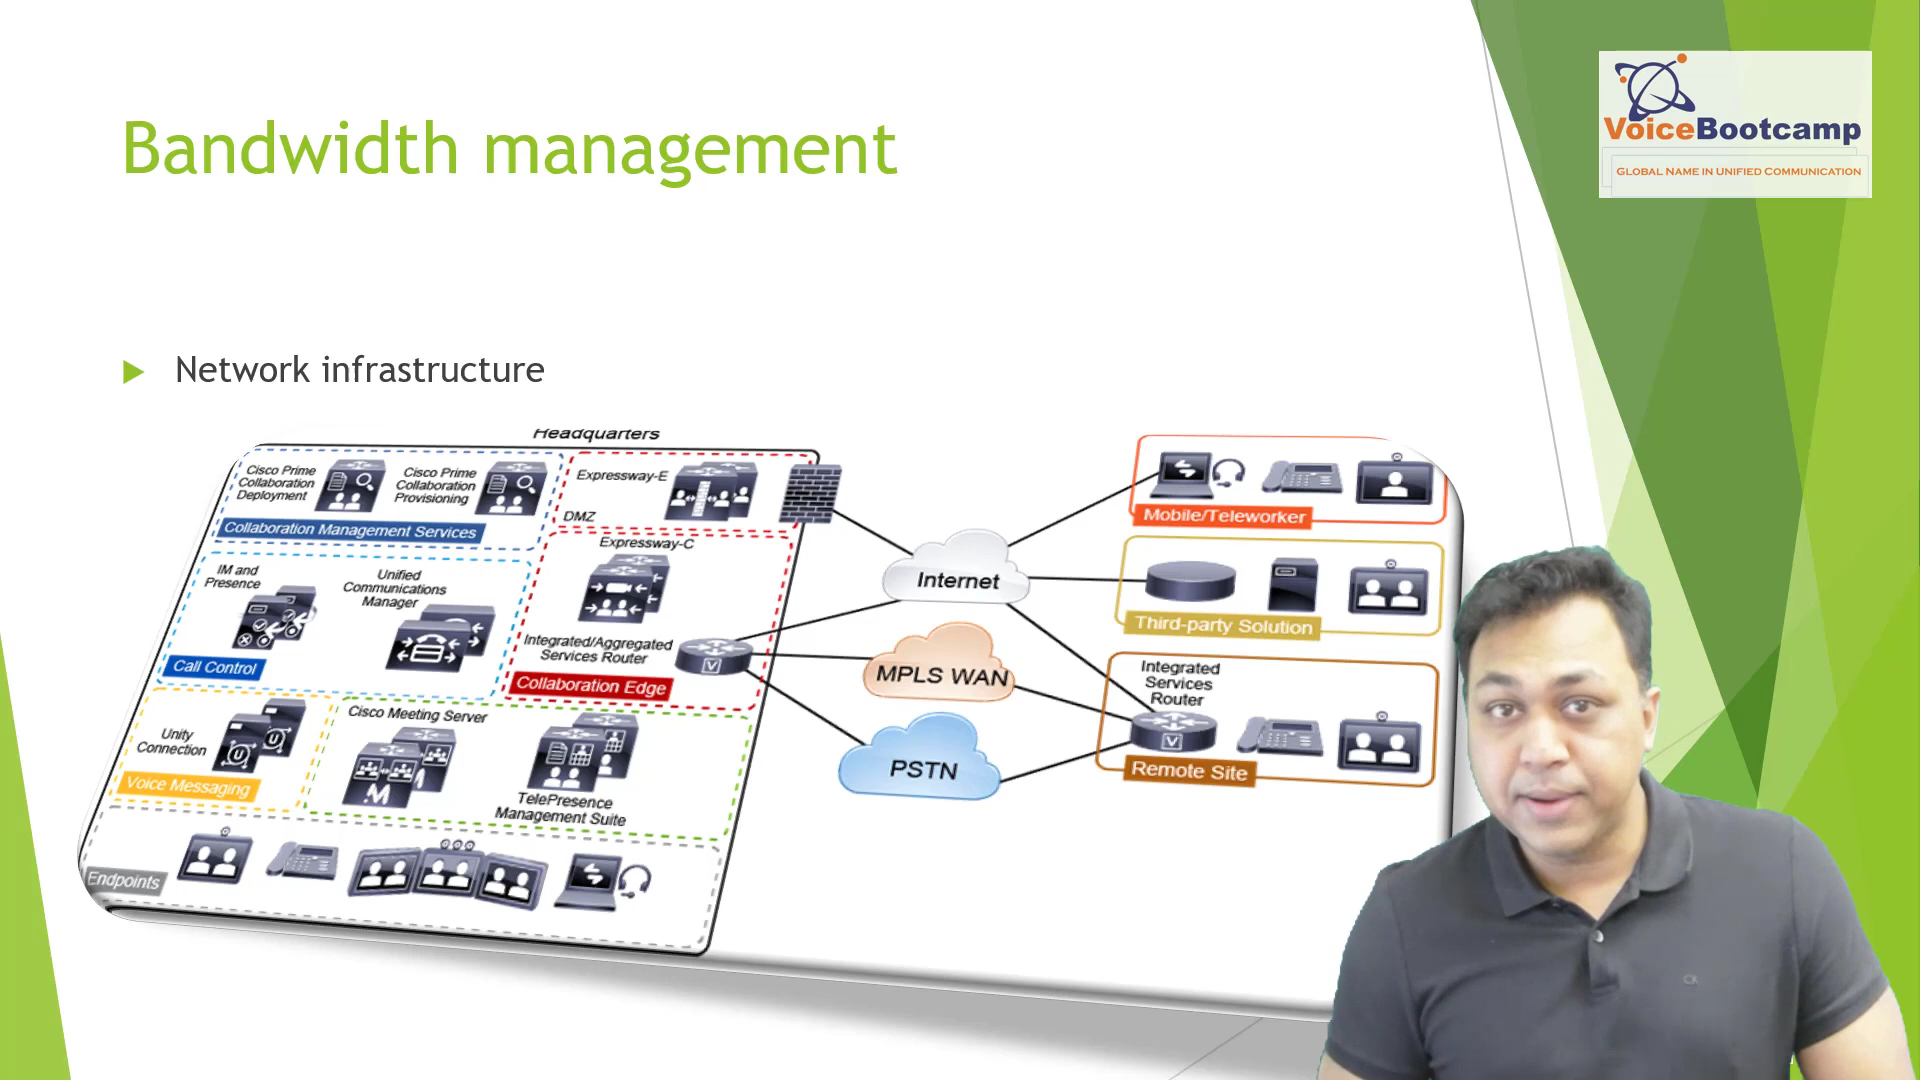 Bandwidth management
VoiceBootcamp
GLOBAL NAME IN UNIFIED COMMUNICATION
Network infrastructure
Headquarters
Cisco Prime
Collaboration
Deployment
Cisco Prime
Collaboration
Provisioning
Collaboration Management Services
Expressway-E
DMZ
IM and
Presence
Unified
Communications
Manager
Call Control
Expressway-C
Integrated/Aggregated
Services Router
V
Collaboration Edge
Unity
Connection
U
U
Voice Messaging
Cisco Meeting Server
M
TelePresence
Management Suite
Endpoints
Internet
MPLS WAN
PSTN
Mobile/Teleworker
Third-party Solution
Integrated
Services
Router
V
Remote Site